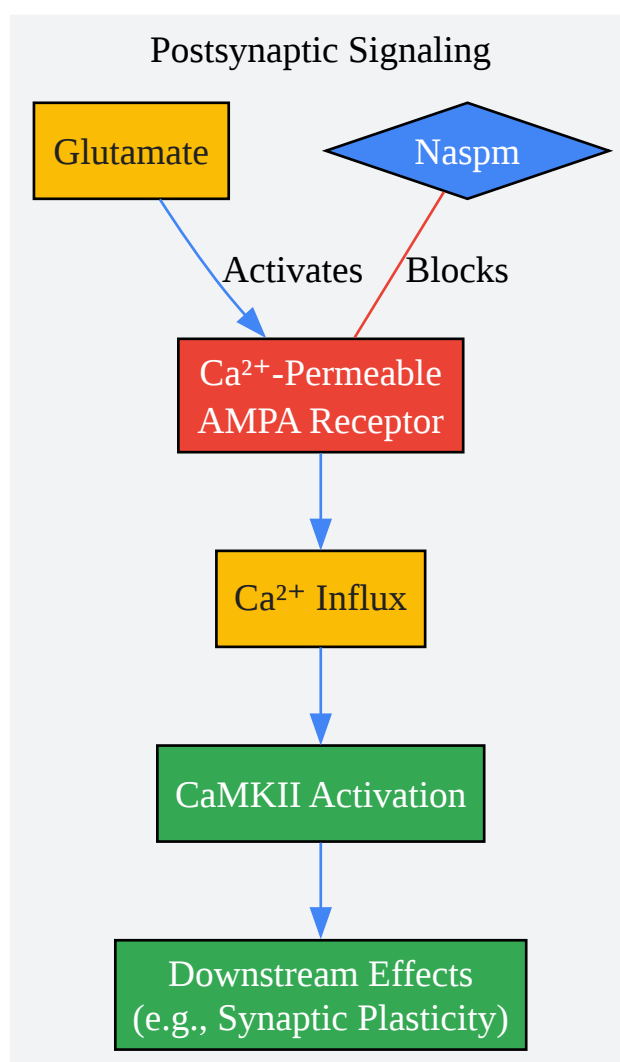 Postsynaptic Signaling
Glutamate
Naspm
Activates
Blocks
Ca²⁺-Permeable
AMPA Receptor
Ca²⁺ Influx
CaMKII Activation
Downstream Effects
(e.g., Synaptic Plasticity)